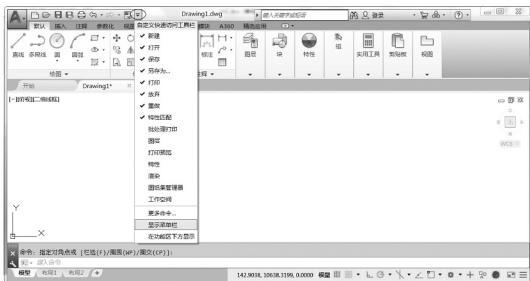 Drawing1.dwg
键入关键字或短语
登录
自定义快速访问工具栏
默认 插入 注释 参数化
模块 A360 精选应用
✔ 新建
✔ 打开
✔ 保存
✔ 另存为...
✔ 打印
✔ 放弃
✔ 重做
✔ 特性匹配
批处理打印
图层
打印预览
特性
渲染
图纸集管理器
工作空间
更多命令...
显示菜单栏
在功能区下方显示
直线 多段线 圆 圆弧
标注 图层 块 特性 组 实用工具 剪贴板 视图
绘图
注释
开始 Drawing1*
[-][俯视][二维线框]
上
WCS
Y
X
命令: 指定对角点或 [栏选(F)/圈围(WP)/圈交(CP)]:
键入命令
模型 布局1 布局2 +
142.9038, 10638.3199, 0.0000 模型